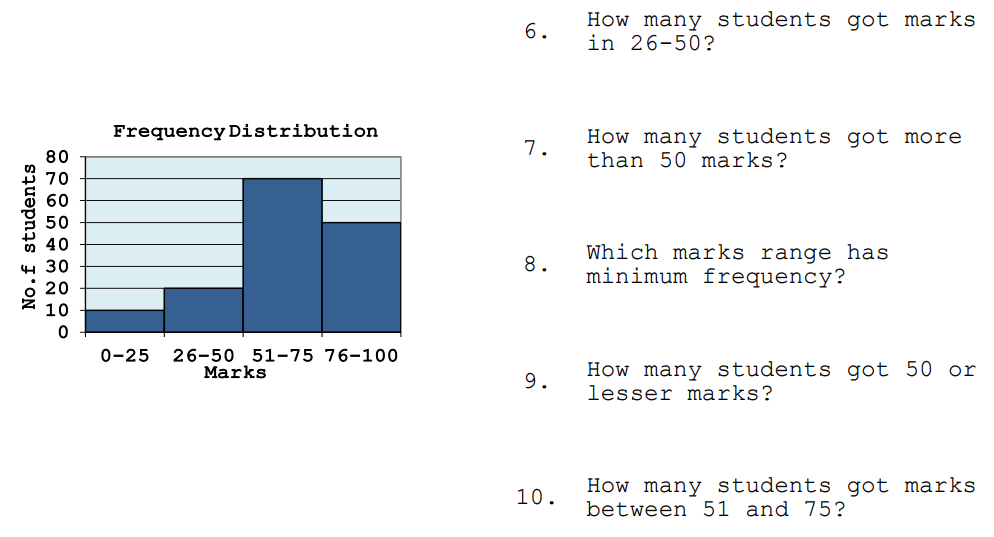 Frequency Distribution
80
70
60
50
40
30
20
10
0
No.f students
0-25 26-50 51-75 76-100
Marks
6. How many students got marks
in 26-50?
7. How many students got more
than 50 marks?
8. Which marks range has
minimum frequency?
9. How many students got 50 or
lesser marks?
10. How many students got marks
between 51 and 75?